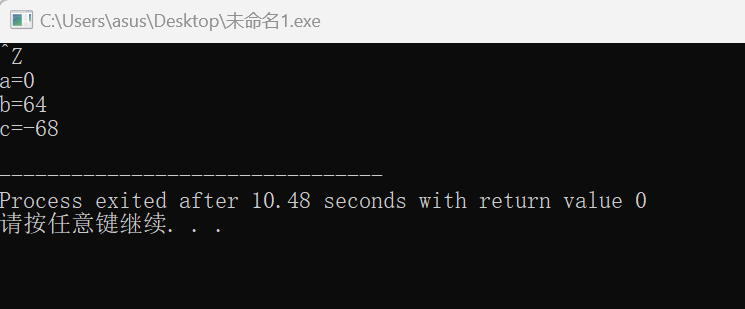 C:\Users\asus\Desktop\未命名1.exe
^Z
a=0
b=64
c=-68
--------------------------------
Process exited after 10.48 seconds with return value 0
请按任意键继续. . .